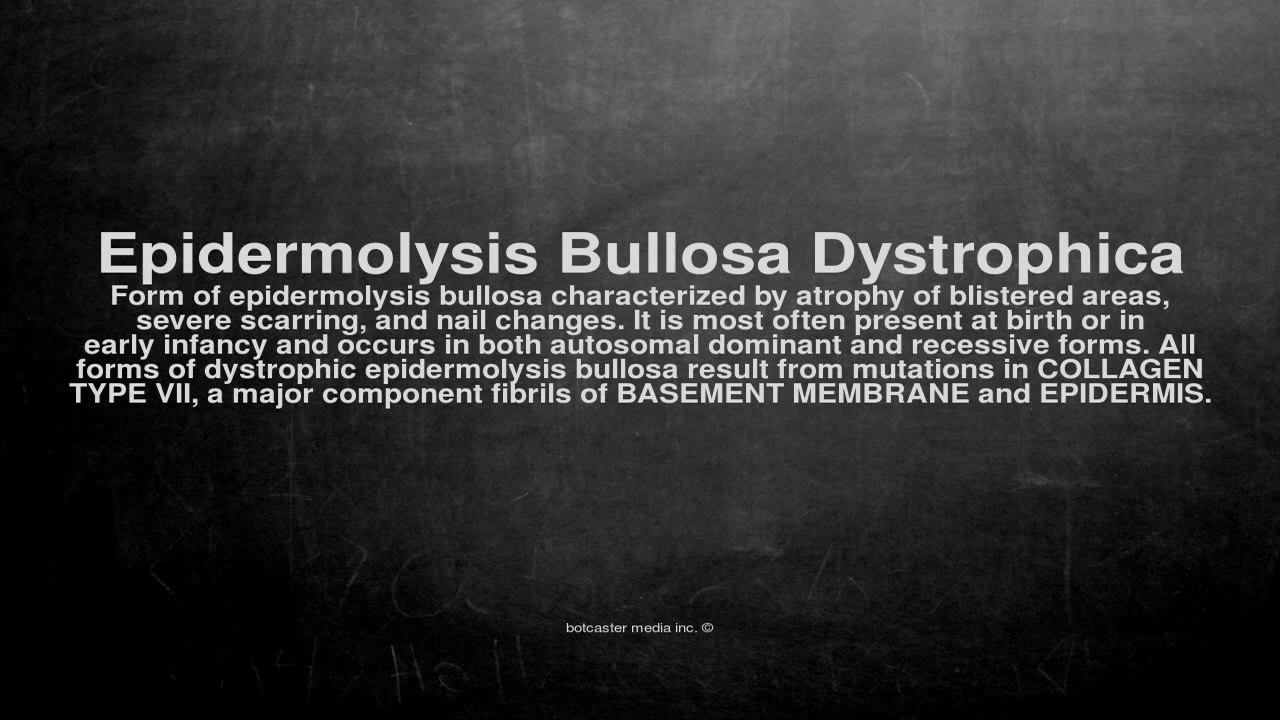 Epidermolysis Bullosa Dystrophica
Form of epidermolysis bullosa characterized by atrophy of blistered areas,
severe scarring, and nail changes. It is most often present at birth or in
early infancy and occurs in both autosomal dominant and recessive forms. All
forms of dystrophic epidermolysis bullosa result from mutations in COLLAGEN
TYPE VII, a major component fibrils of BASEMENT MEMBRANE and EPIDERMIS.
botcaster media inc. ©